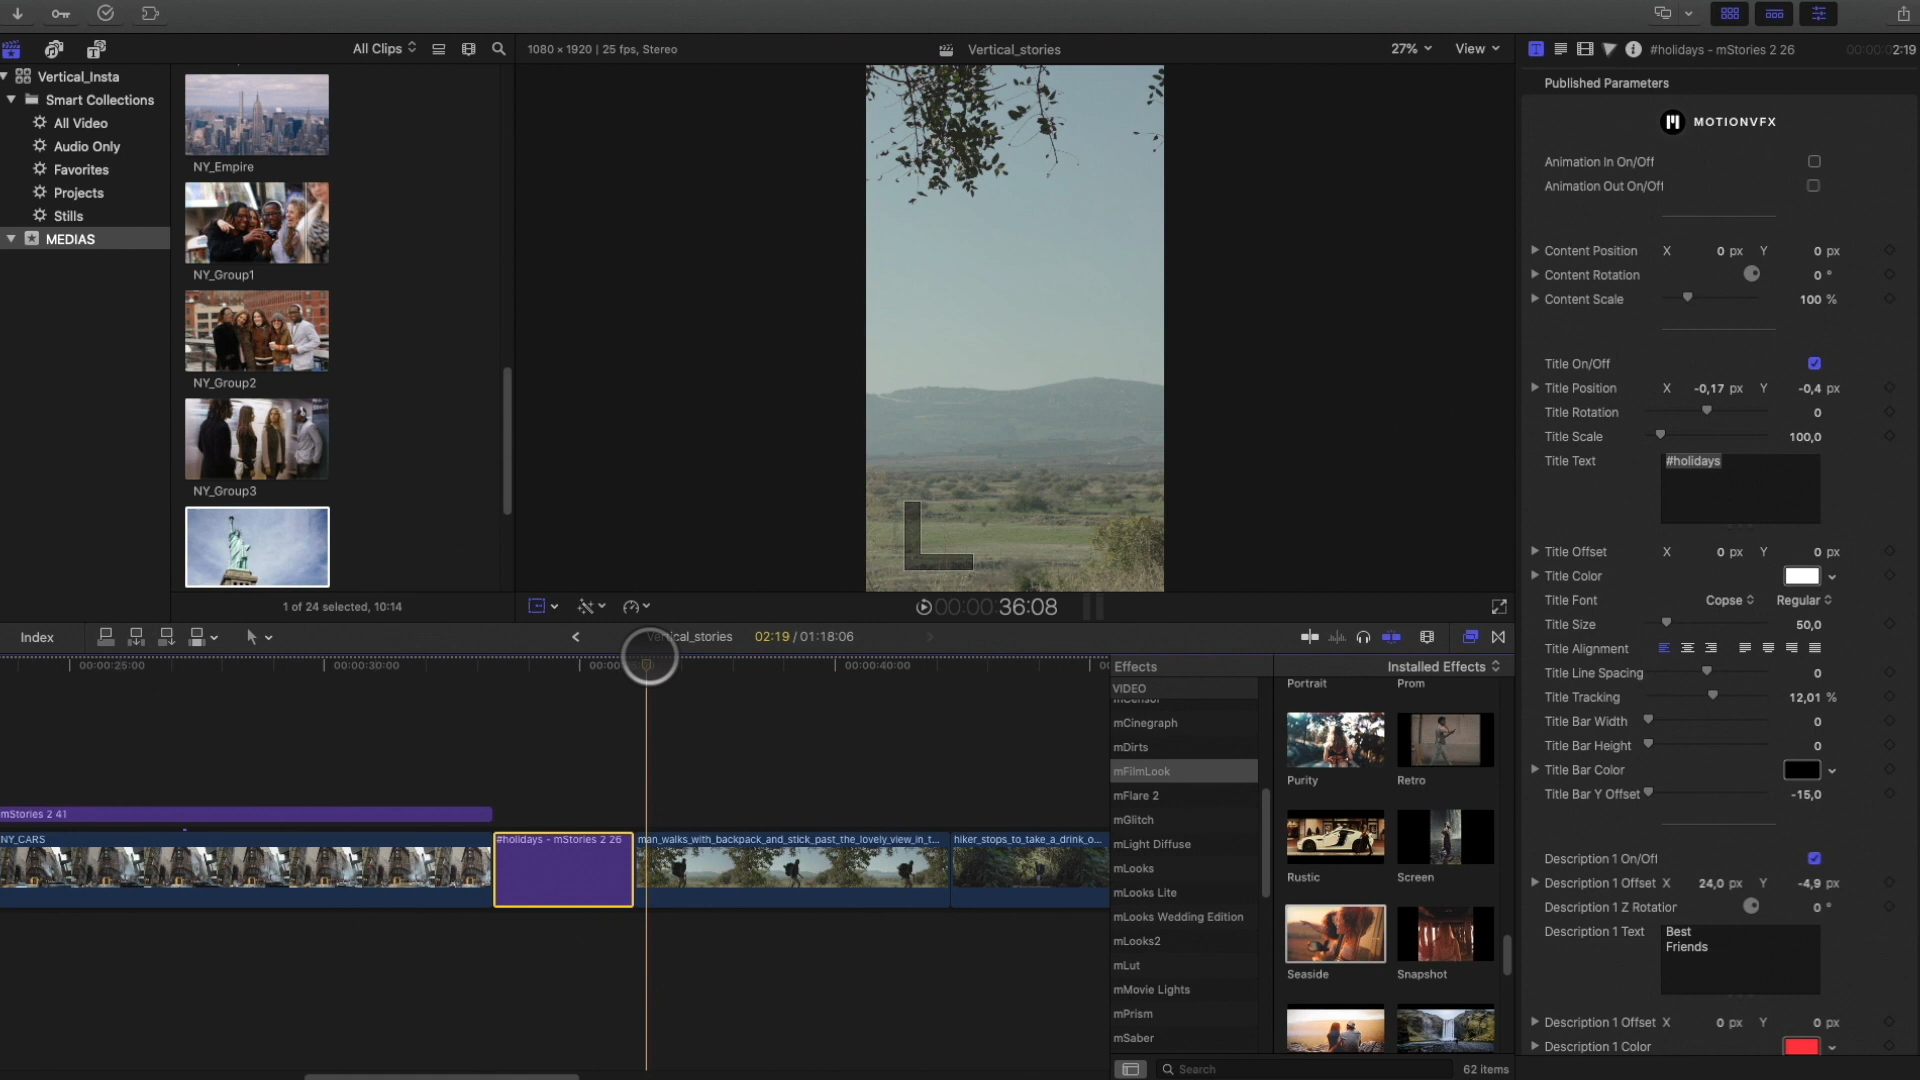 All Clips
1080 × 1920 | 25 fps, Stereo
Vertical_stories
27%
View
#holidays - mStories 2 26
2:19
Vertical_Insta
Smart Collections
All Video
Audio Only
Favorites
Projects
Stills
MEDIAS
NY_Empire
NY_Group1
NY_Group2
NY_Group3
1 of 24 selected, 10:14
00:00:36:08
Published Parameters
MOTIONVFX
Animation In On/Off
Animation Out On/Off
Content Position X 0 px Y 0 px
Content Rotation 0 °
Content Scale 100 %
Title On/Off
Title Position X -0,17 px Y -0,4 px
Title Rotation 0
Title Scale 100,0
Title Text #holidays
Title Offset X 0 px Y 0 px
Title Color
Title Font Copse Regular
Title Size 50,0
Title Alignment
Title Line Spacing 0
Title Tracking 12,01 %
Title Bar Width 0
Title Bar Height 0
Title Bar Color
Title Bar Y Offset -15,0
Description 1 On/Off
Description 1 Offset X 24,0 px Y -4,9 px
Description 1 Z Rotation 0 °
Description 1 Text Best
Friends
Description 1 Offset X 0 px Y 0 px
Description 1 Color
Index
Vertical_stories 02:19 / 01:18:06
00:00:25:00 00:00:30:00 00:00:40:00
mStories 2 41
NY_CARS
#holidays - mStories 2 26
man_walks_with_backpack_and_stick_past_the_lovely_view_in_t...
hiker_stops_to_take_a_drink_o...
Effects
Installed Effects
VIDEO
mCensor
mCinegraph
mDirts
mFilmLook
mFlare 2
mGlitch
mLight Diffuse
mLooks
mLooks Lite
mLooks Wedding Edition
mLooks2
mLut
mMovie Lights
mPrism
mSaber
Portrait Prom
Purity Retro
Rustic Screen
Seaside Snapshot
Search
62 items